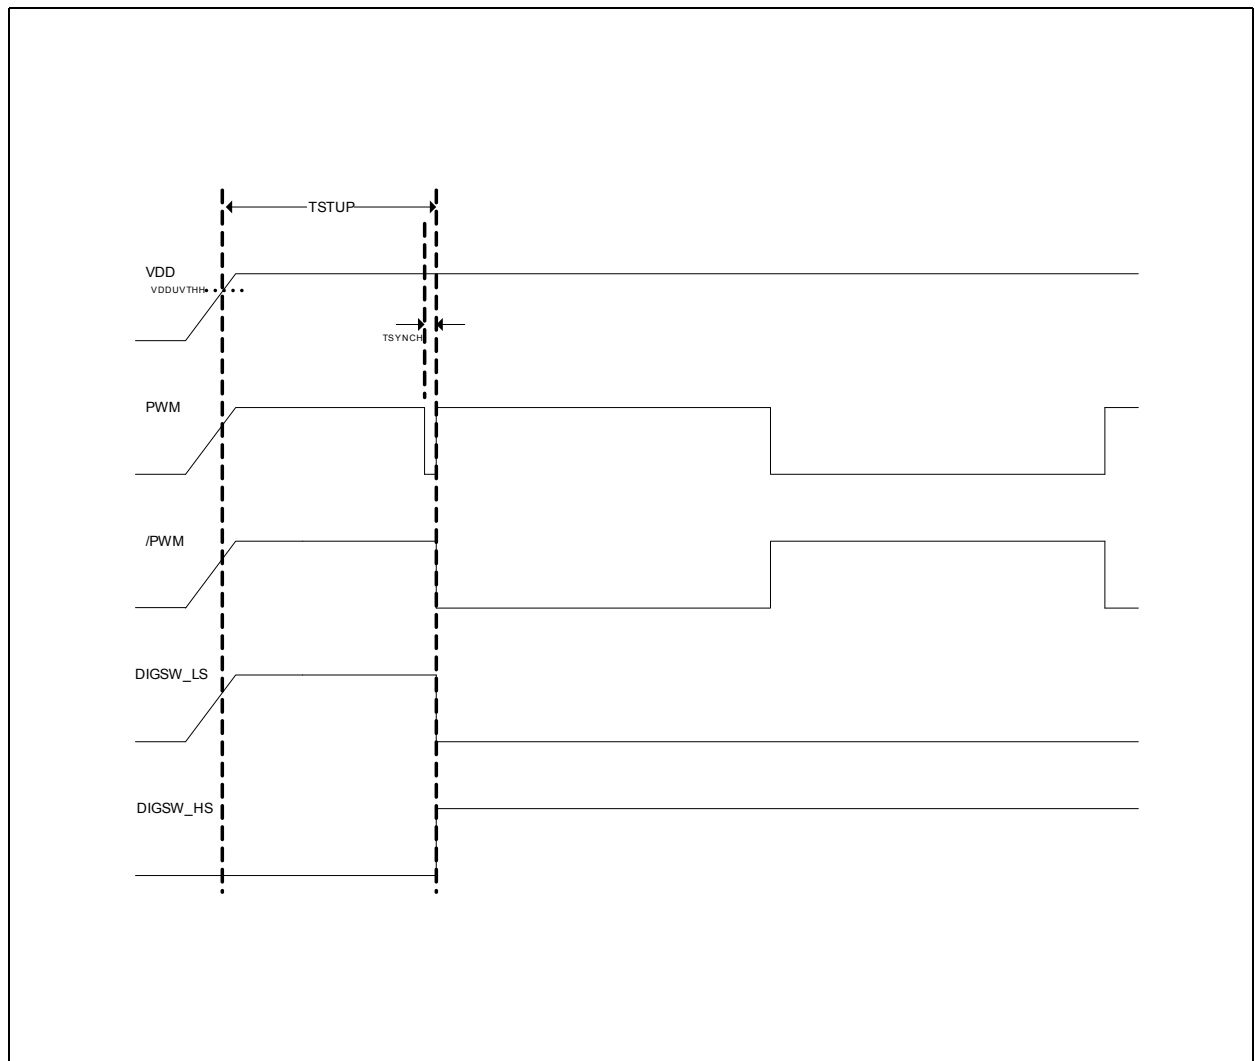 TSTUP
VDD
VDDUVTHH
TSYNCH
PWM
/PWM
DIGSW_LS
DIGSW_HS